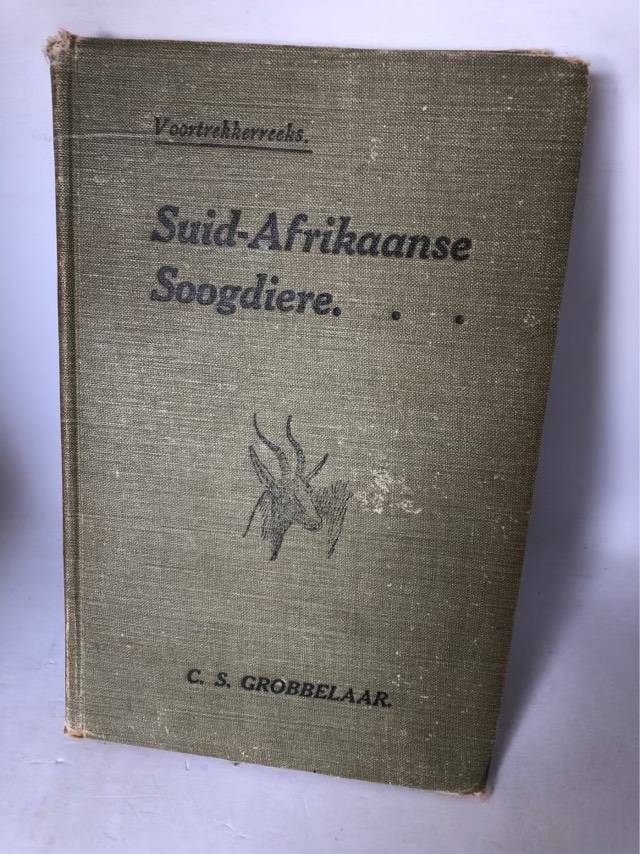 Voortrekkerreeks.
Suid-Afrikaanse
Soogdiere. . .
C. S. GROBBELAAR.